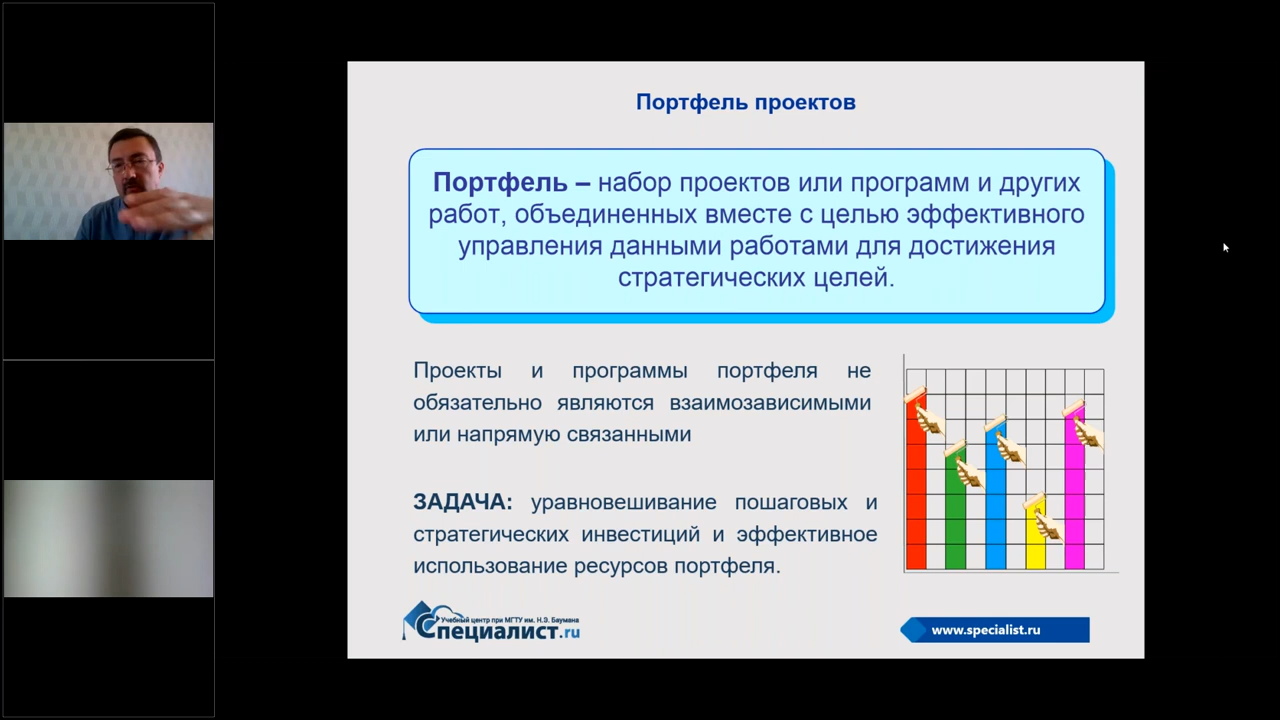 Портфель проектов
Портфель – набор проектов или программ и других
работ, объединенных вместе с целью эффективного
управления данными работами для достижения
стратегических целей.
Проекты и программы портфеля не
обязательно являются взаимозависимыми
или напрямую связанными
ЗАДАЧА: уравновешивание пошаговых и
стратегических инвестиций и эффективное
использование ресурсов портфеля.
Учебный центр при МГТУ им. Н.Э. Баумана
Специалист.ru
www.specialist.ru